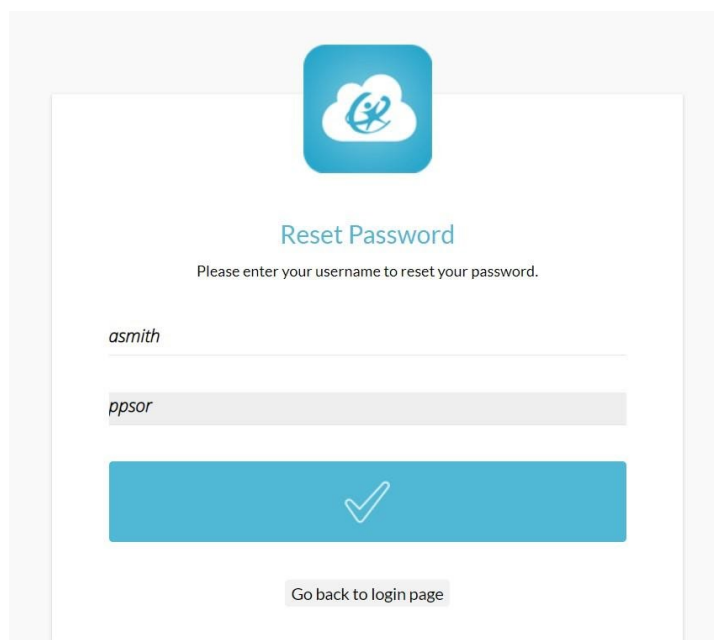 Reset Password
Please enter your username to reset your password.
asmith
ppsor
Go back to login page